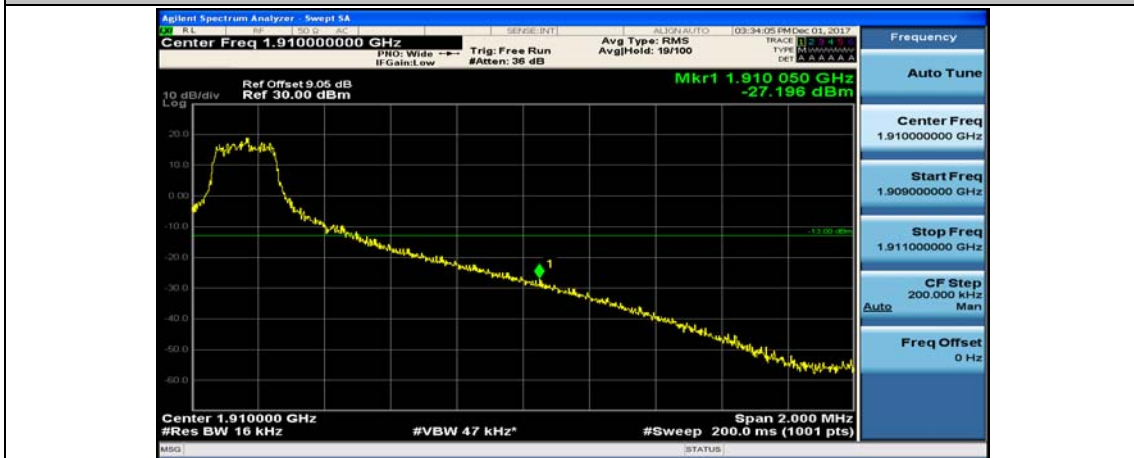 Agilent Spectrum Analyzer - Swept SA
RL RF 50 Ω AC SENSE:INT ALIGN AUTO 03:34:05 PM Dec 01, 2017
Center Freq 1.910000000 GHz
PNO: Wide
IFGain:Low
Trig: Free Run
#Atten: 36 dB
Avg Type: RMS
Avg|Hold: 19/100
TRACE 1 2 3 4 5 6
TYPE M
DET A A A A A A
Mkr1 1.910 050 GHz
-27.196 dBm
Ref Offset 9.05 dB
10 dB/div Ref 30.00 dBm
Log
20.0
10.0
0.00
-10.0
-20.0
-30.0
-40.0
-50.0
-60.0
-13.00 dBm
1
Center 1.910000 GHz Span 2.000 MHz
#Res BW 16 kHz #VBW 47 kHz* #Sweep 200.0 ms (1001 pts)
MSG STATUS
Frequency
Auto Tune
Center Freq
1.910000000 GHz
Start Freq
1.909000000 GHz
Stop Freq
1.911000000 GHz
CF Step
200.000 kHz
Auto Man
Freq Offset
0 Hz